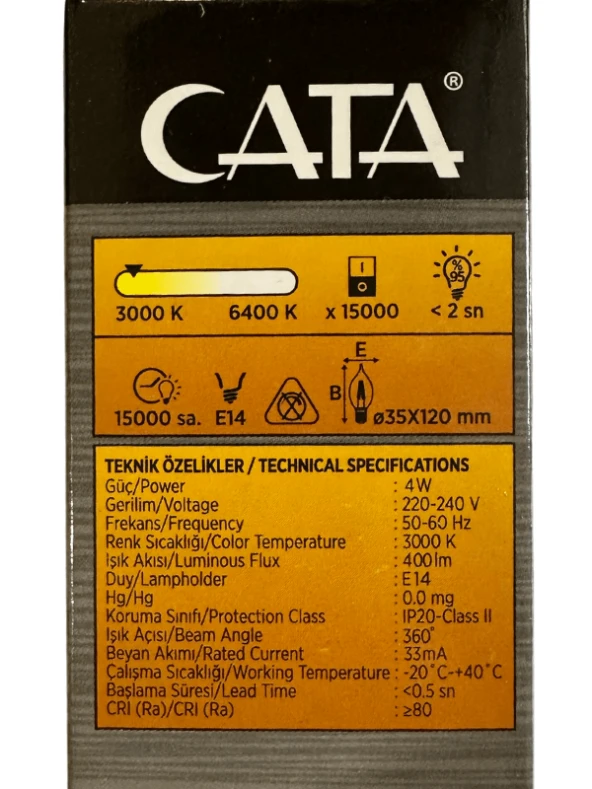 CATA®
% 95
3000 K 6400 K x 15000 < 2 sn
E
B
15000 sa. E14 ø35X120 mm
TEKNİK ÖZELİKLER / TECHNICAL SPECIFICATIONS
Güç/Power : 4W
Gerilim/Voltage : 220-240 V
Frekans/Frequency : 50-60 Hz
Renk Sıcaklığı/Color Temperature : 3000 K
Işık Akısı/Luminous Flux : 400lm
Duy/Lampholder : E14
Hg/Hg : 0.0 mg
Koruma Sınıfı/Protection Class : IP20-Class II
Işık Açısı/Beam Angle : 360°
Beyan Akımı/Rated Current : 33mA
Çalışma Sıcaklığı/Working Temperature : -20˚C-+40˚C
Başlama Süresi/Lead Time : <0.5 sn
CRI (Ra)/CRI (Ra) : ≥80